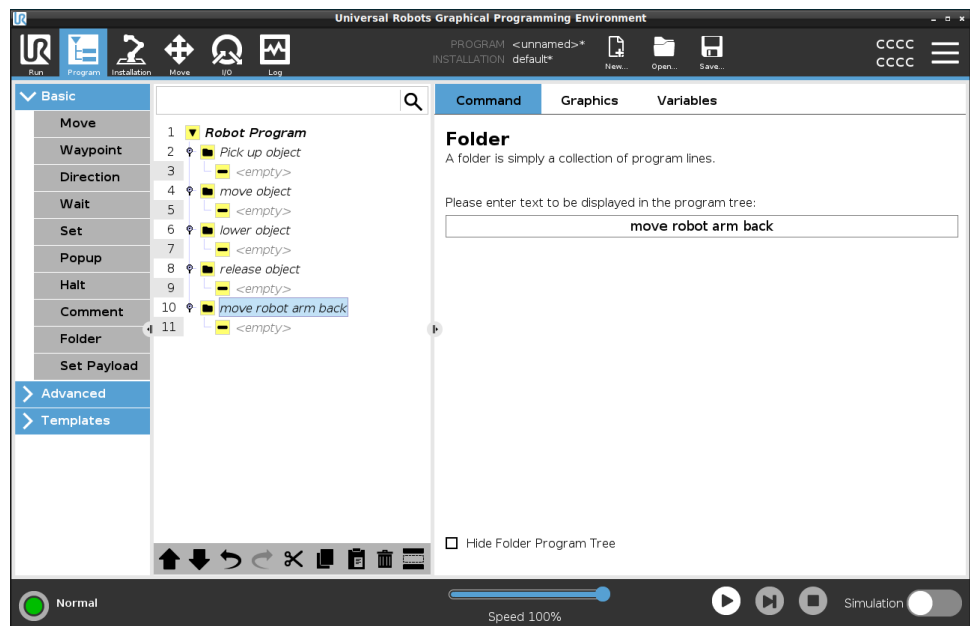 Universal Robots Graphical Programming Environment
PROGRAM <unnamed>*
INSTALLATION default*
CCCC
CCCC
Run Program Installation Move I/O Log New... Open... Save...
Basic
Move
Waypoint
Direction
Wait
Set
Popup
Halt
Comment
Folder
Set Payload
Advanced
Templates
1 Robot Program
2 Pick up object
3 <empty>
4 move object
5 <empty>
6 lower object
7 <empty>
8 release object
9 <empty>
10 move robot arm back
11 <empty>
Command Graphics Variables
Folder
A folder is simply a collection of program lines.
Please enter text to be displayed in the program tree:
move robot arm back
Hide Folder Program Tree
Normal
Speed 100%
Simulation